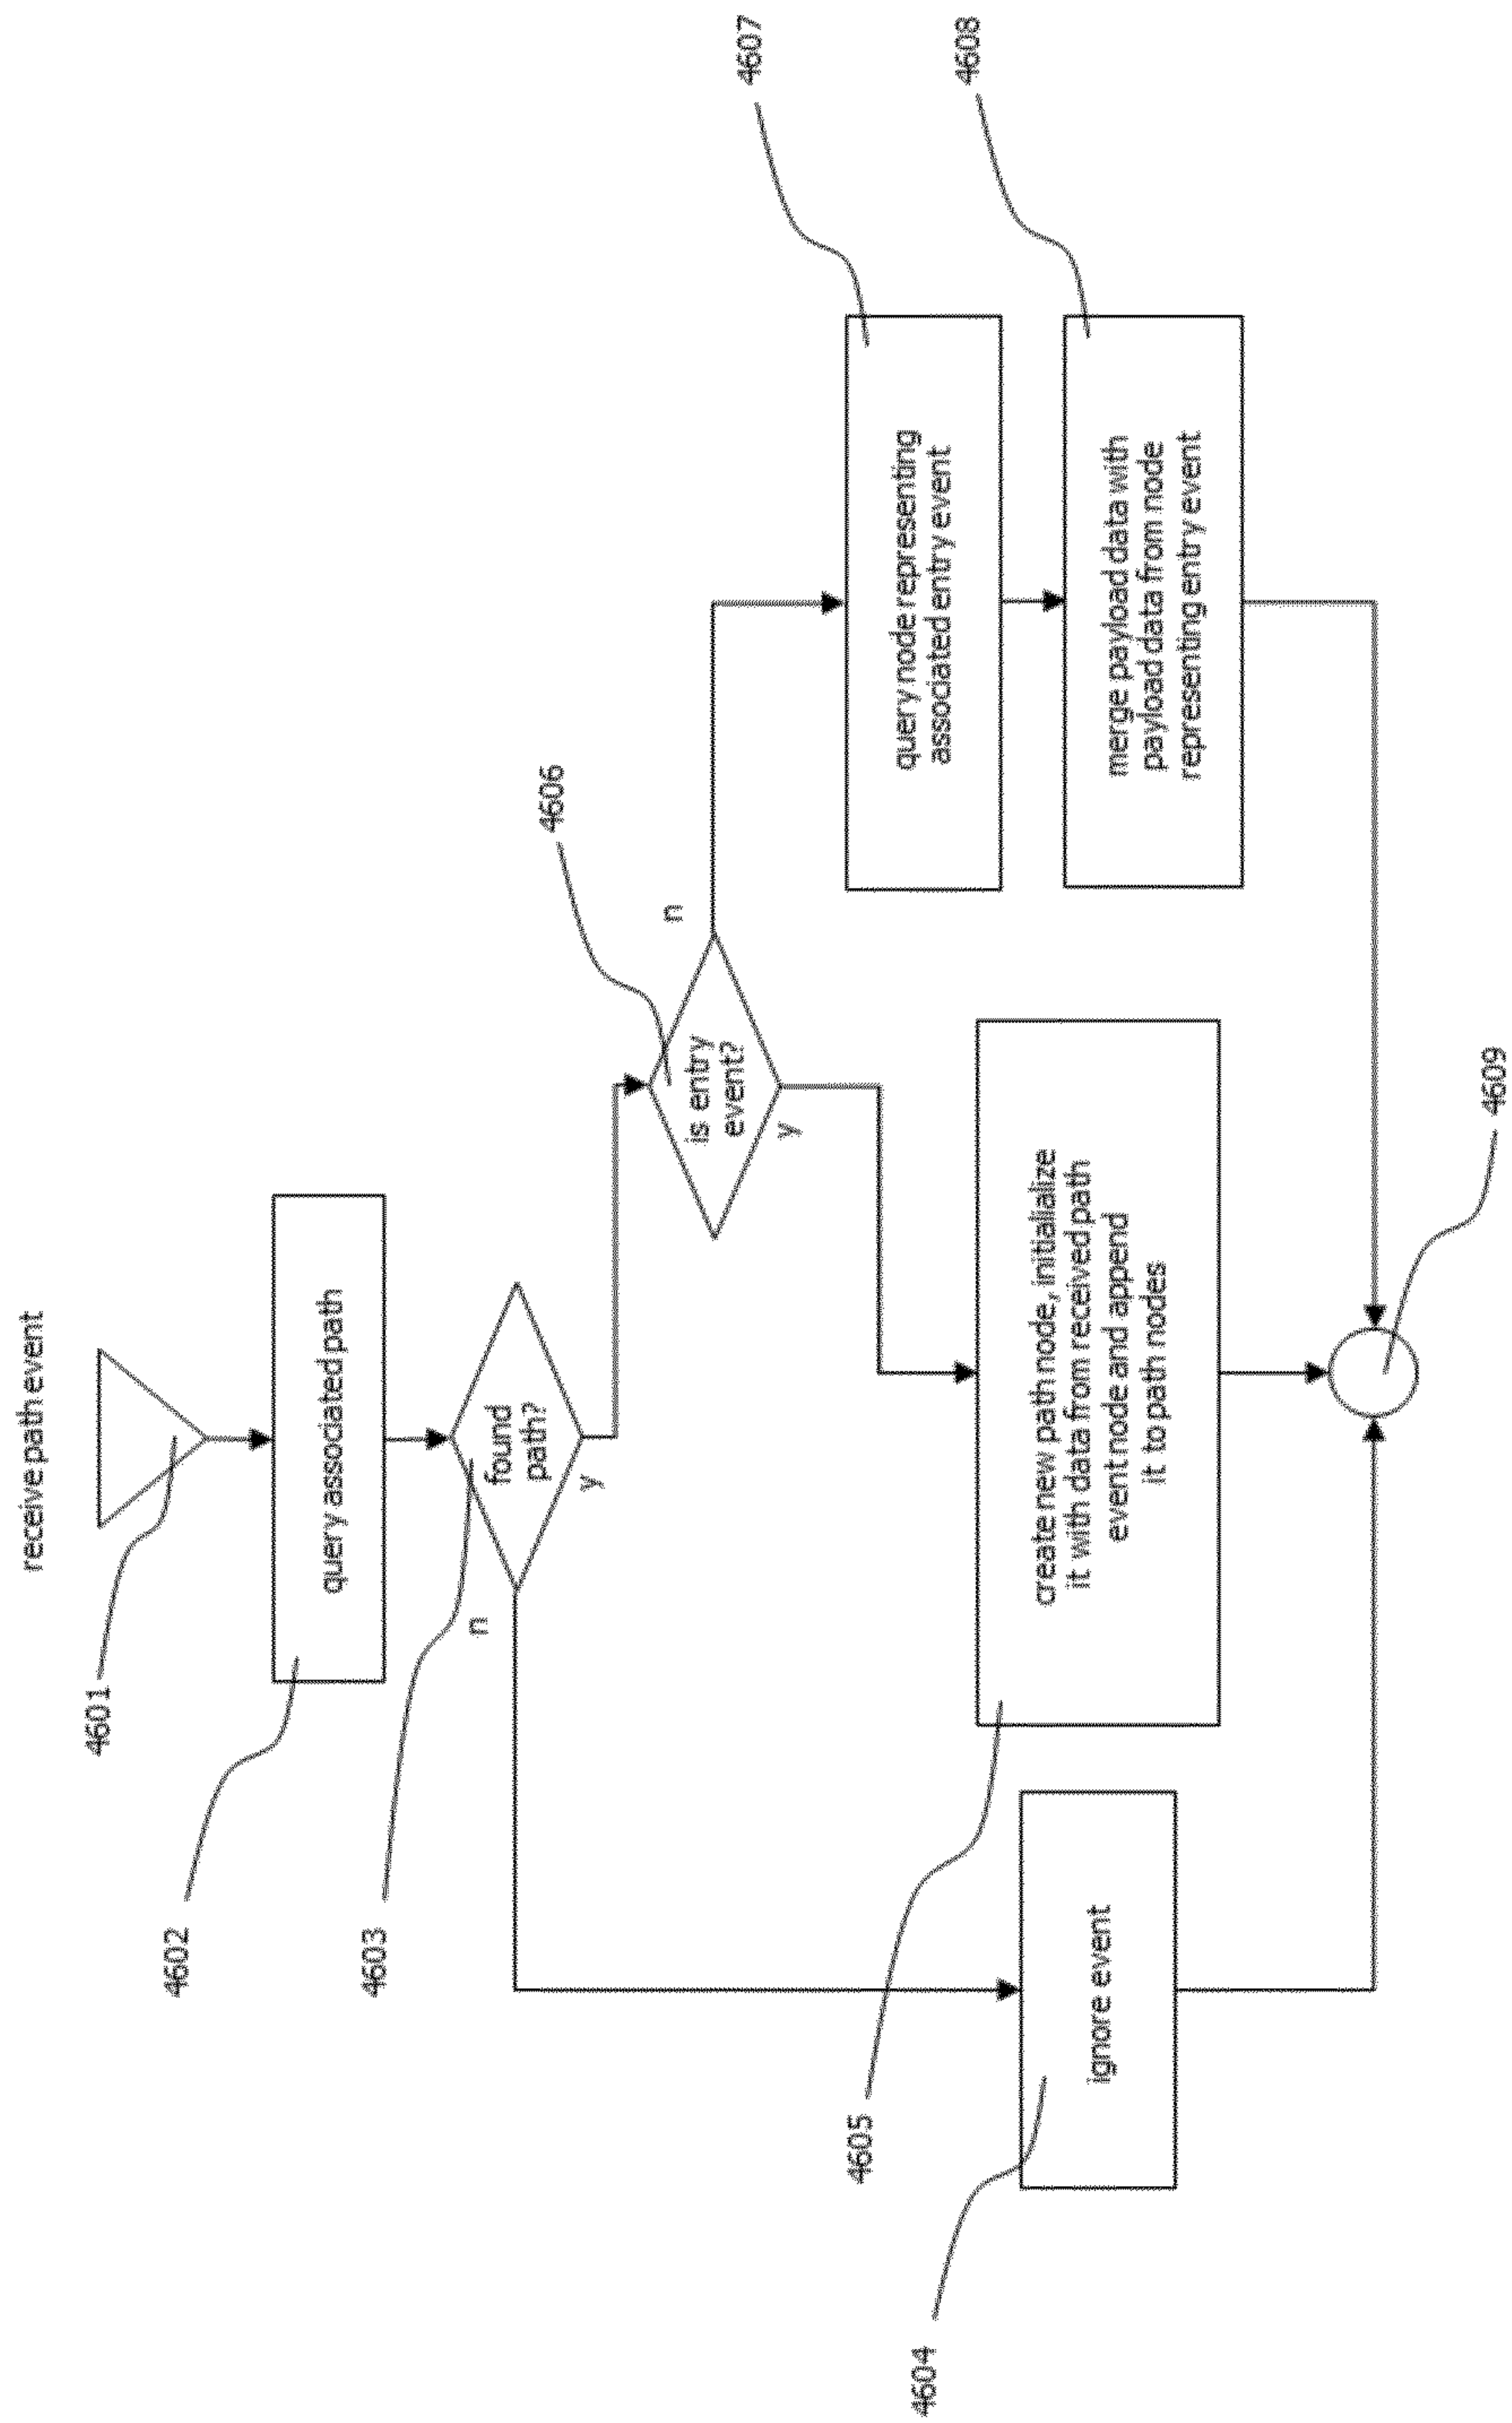 receive path event
4601
4602
query associated path
4603
found
path?
n
y
4606
is entry
event?
n
y
4607
query node representing
associated entry event
4608
merge payload data with
payload data from node
representing entry event
4605
create new path node, initialialize
it with data from received path
event node and append
it to path nodes
4604
ignore event
4609